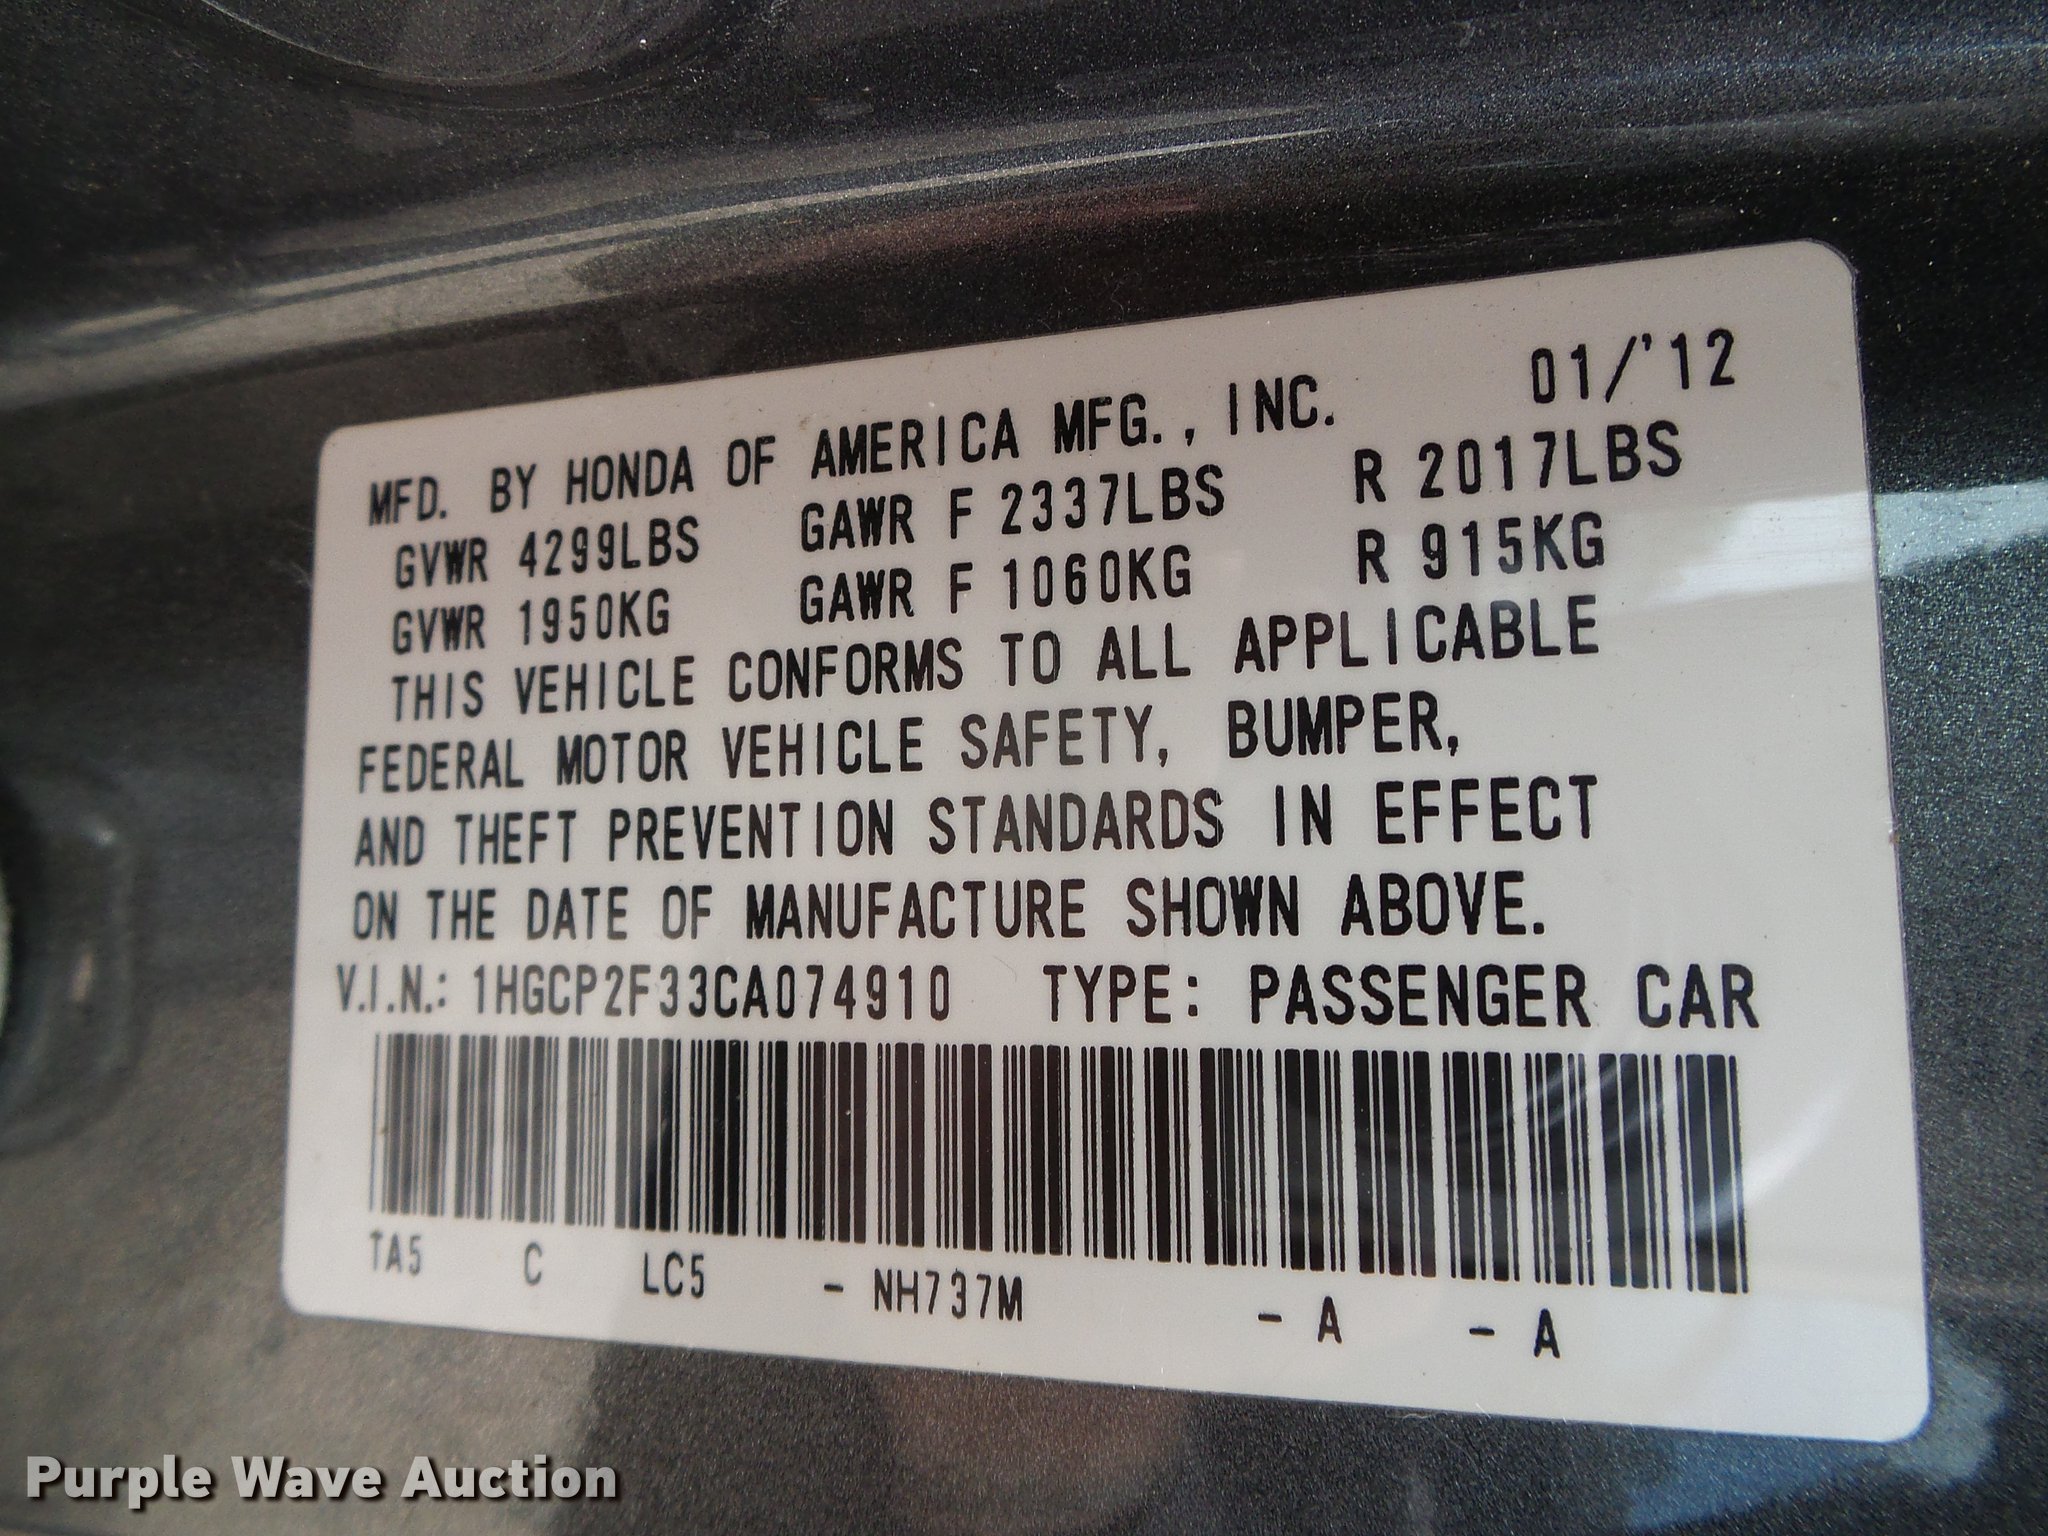 MFD. BY HONDA OF AMERICA MFG., INC. 01/'12
GVWR 4299LBS GAWR F 2337LBS R 2017LBS
GVWR 1950KG GAWR F 1060KG R 915KG
THIS VEHICLE CONFORMS TO ALL APPLICABLE
FEDERAL MOTOR VEHICLE SAFETY, BUMPER,
AND THEFT PREVENTION STANDARDS IN EFFECT
ON THE DATE OF MANUFACTURE SHOWN ABOVE.
V.I.N.: 1HGCP2F33CA074910 TYPE: PASSENGER CAR
TA5 C LC5 - NH737M - A - A
Purple Wave Auction